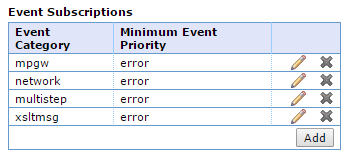 Event Subscriptions
Event Category	Minimum Event Priority
mpgw	error
network	error
multistep	error
xsltmsg	error
Add